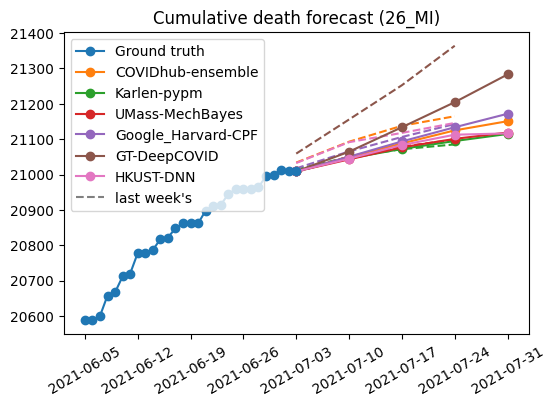 Cumulative death forecast (26_MI)
21400
21300
21200
21100
21000
20900
20800
20700
20600
Ground truth
COVIDhub-ensemble
Karlen-pypm
UMass-MechBayes
Google_Harvard-CPF
GT-DeepCOVID
HKUST-DNN
last week's
2021-06-05
2021-06-12
2021-06-19
2021-06-26
2021-07-03
2021-07-10
2021-07-17
2021-07-24
2021-07-31